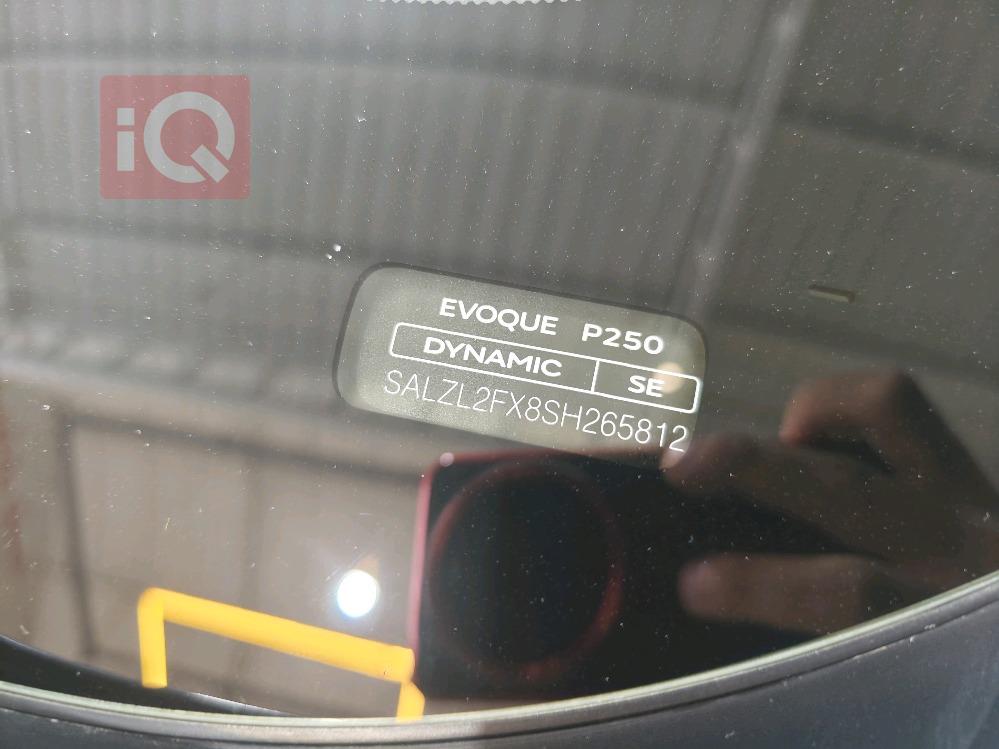 iQ
EVOQUE P250
DYNAMIC SE
SALZL2FX8SH265812